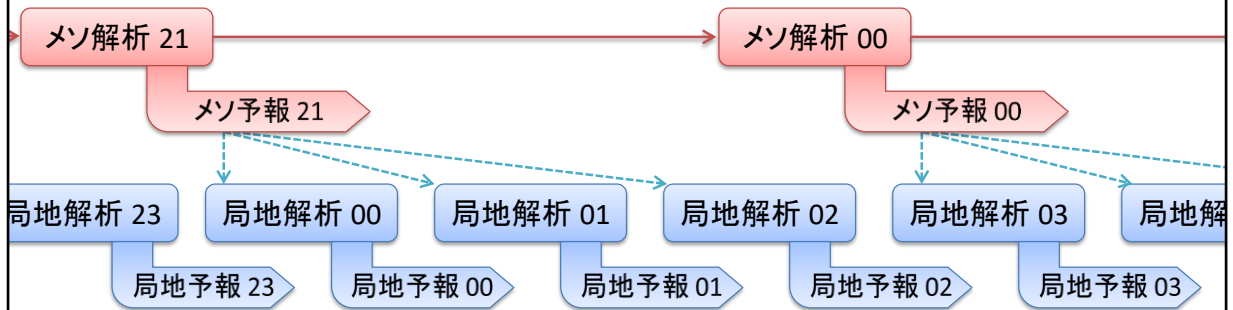 メソ解析 21
メソ解析 00
メソ予報 21
メソ予報 00
局地解析 23
局地解析 00
局地解析 01
局地解析 02
局地解析 03
局地解
局地予報 23
局地予報 00
局地予報 01
局地予報 02
局地予報 03